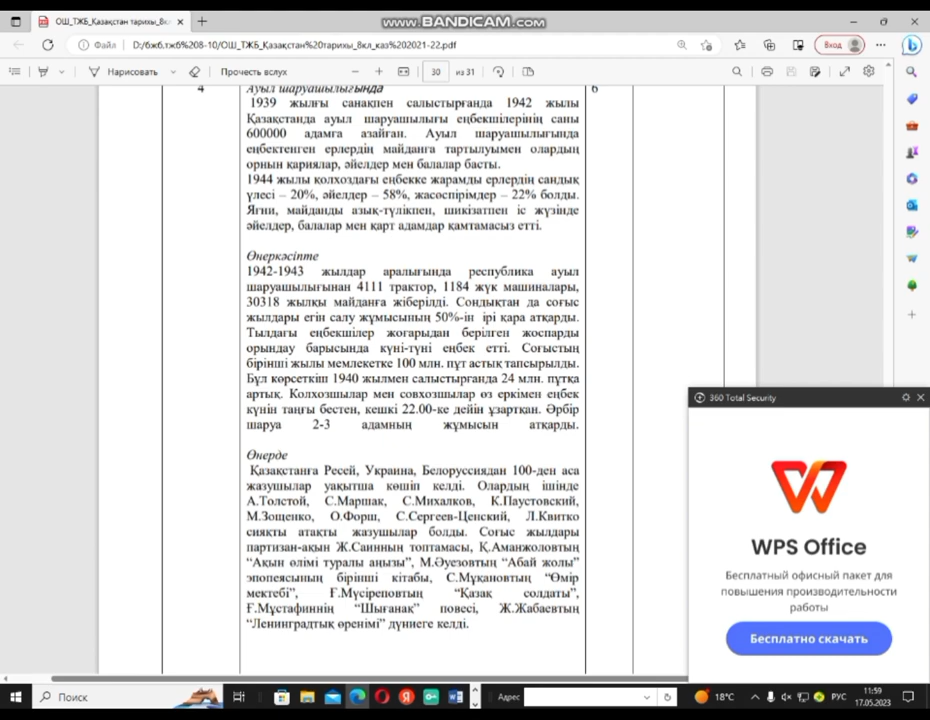 www.BANDICAM.com
ОШ_ТЖБ_Қазақстан тарихы_8кл
Файл
D:/бжб.тжб%208-10/ОШ_ТЖБ_Қазақстан%20тарихы_8кл_каз%202021-22.pdf
Вход
Нарисовать
Прочесть вслух
30
из 31
4
Ауыл шаруашылығында
6
1939 жылғы санақпен салыстырғанда 1942 жылы
Қазақстанда ауыл шаруашылығы еңбекшілерінің саны
600000 адамға азайған. Ауыл шаруашылығында
еңбектенген ерлердің майданға тартылуымен олардың
орнын қариялар, әйелдер мен балалар басты.
1944 жылы колхоздағы еңбекке жарамды ерлердің сандық
үлесі – 20%, әйелдер – 58%, жасөспірімдер – 22% болды.
Яғни, майданды азық-түлікпен, шикізатпен іс жүзінде
әйелдер, балалар мен қарт адамдар қамтамасыз етті.
Өнеркәсіпте
1942-1943 жылдар аралығында республика ауыл
шаруашылығынан 4111 трактор, 1184 жүк машиналары,
30318 жылқы майданға жіберілді. Сондықтан да соғыс
жылдары егін салу жұмысының 50%-ін ірі қара атқарды.
Тылдағы еңбекшілер жоғарыдан берілген жоспарды
орындау барысында күні-түні еңбек етті. Соғыстың
бірінші жылы мемлекетке 100 млн. пұт астық тапсырылды.
Бұл көрсеткіш 1940 жылмен салыстырғанда 24 млн. пұтқа
артық. Колхозшылар мен совхозшылар өз еркімен еңбек
күнін таңғы бестен, кешкі 22.00-ке дейін ұзартқан. Әрбір
шаруа 2-3 адамның жұмысын атқарды.
Өнерде
Қазақстанға Ресей, Украина, Белоруссиядан 100-ден аса
жазушылар уақытша көшіп келді. Олардың ішінде
А.Толстой, С.Маршак, С.Михалков, К.Паустовский,
М.Зощенко, О.Форш, С.Сергеев-Ценский, Л.Квитко
сияқты атақты жазушылар болды. Соғыс жылдары
партизан-ақын Ж.Саинның топтамасы, Қ.Аманжоловтың
“Ақын өлімі туралы аңызы”, М.Әуезовтың “Абай жолы”
эпопеясының бірінші кітабы, С.Мұқановтың “Өмір
мектебі”, Ғ.Мүсіреповтың “Қазақ солдаты”,
Ғ.Мұстафиннің “Шығанақ” повесі, Ж.Жабаевтың
“Ленинградтық өренімі” дүниеге келді.
360 Total Security
WPS Office
Бесплатный офисный пакет для
повышения производительности
работы
Бесплатно скачать
Поиск
Адрес
18°C
РУС
11:59
17.05.2023